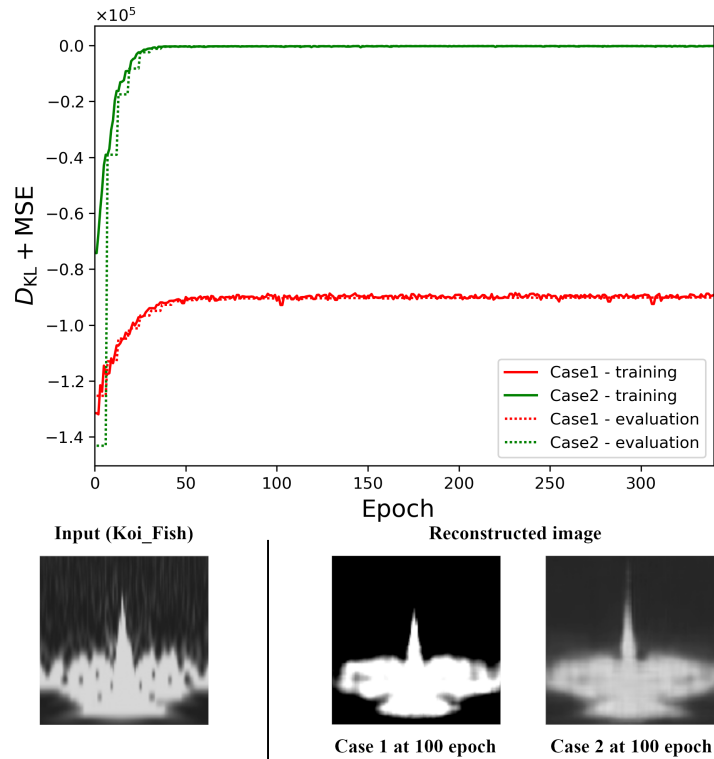 ×10⁵
0.0
−0.2
−0.4
−0.6
−0.8
−1.0
−1.2
−1.4
D_KL + MSE
0 50 100 150 200 250 300
Epoch
Case1 - training
Case2 - training
Case1 - evaluation
Case2 - evaluation
Input (Koi_Fish)
Reconstructed image
Case 1 at 100 epoch
Case 2 at 100 epoch